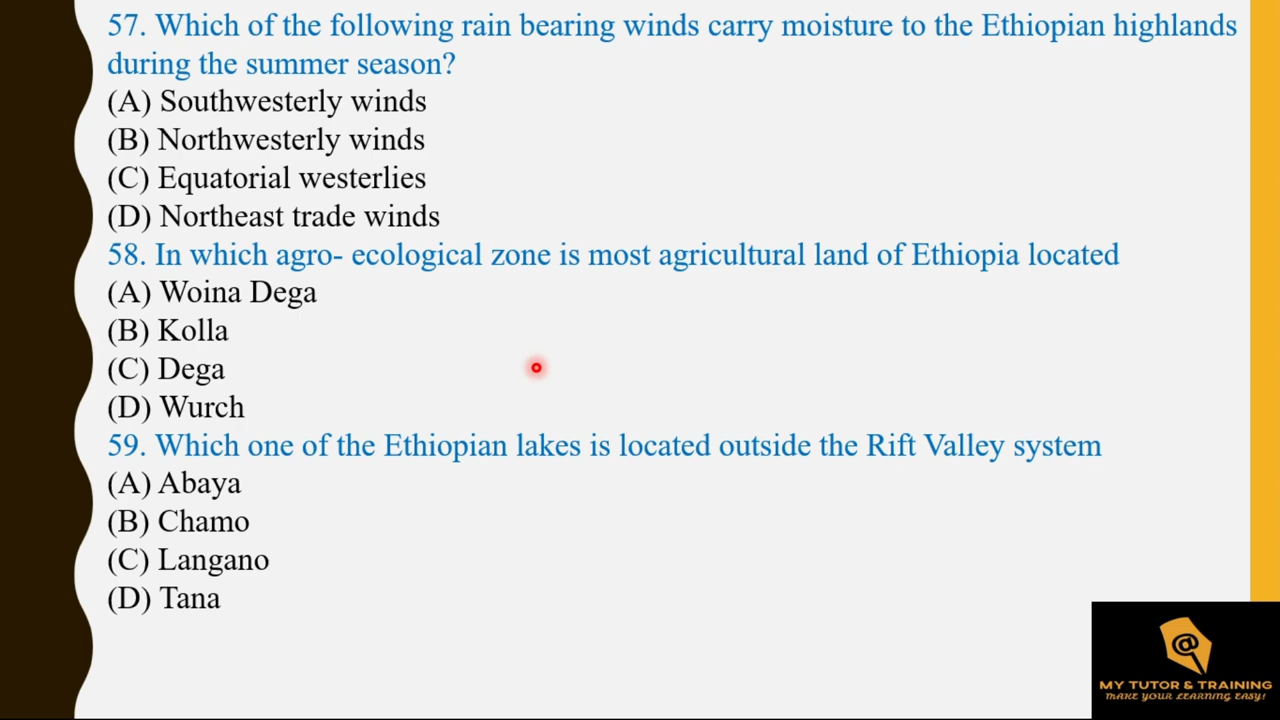 57. Which of the following rain bearing winds carry moisture to the Ethiopian highlands
during the summer season?
(A) Southwesterly winds
(B) Northwesterly winds
(C) Equatorial westerlies
(D) Northeast trade winds
58. In which agro- ecological zone is most agricultural land of Ethiopia located
(A) Woina Dega
(B) Kolla
(C) Dega
(D) Wurch
59. Which one of the Ethiopian lakes is located outside the Rift Valley system
(A) Abaya
(B) Chamo
(C) Langano
(D) Tana
@
MY TUTOR & TRAINING
MAKE YOUR LEARNING EASY!